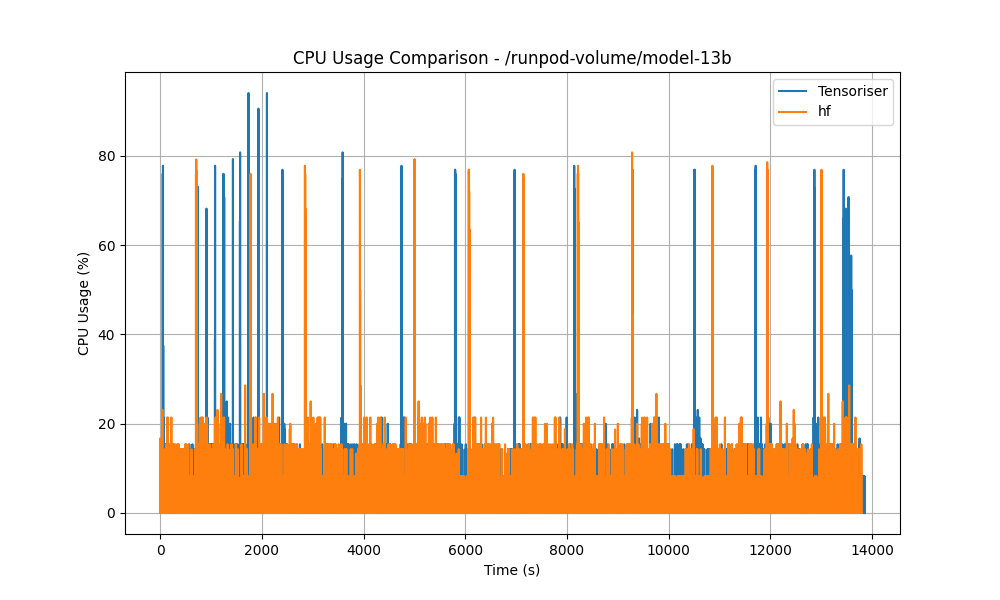 CPU Usage Comparison - /runpod-volume/model-13b
Tensoriser
hf
CPU Usage (%)
80
60
40
20
0
0 2000 4000 6000 8000 10000 12000 14000
Time (s)